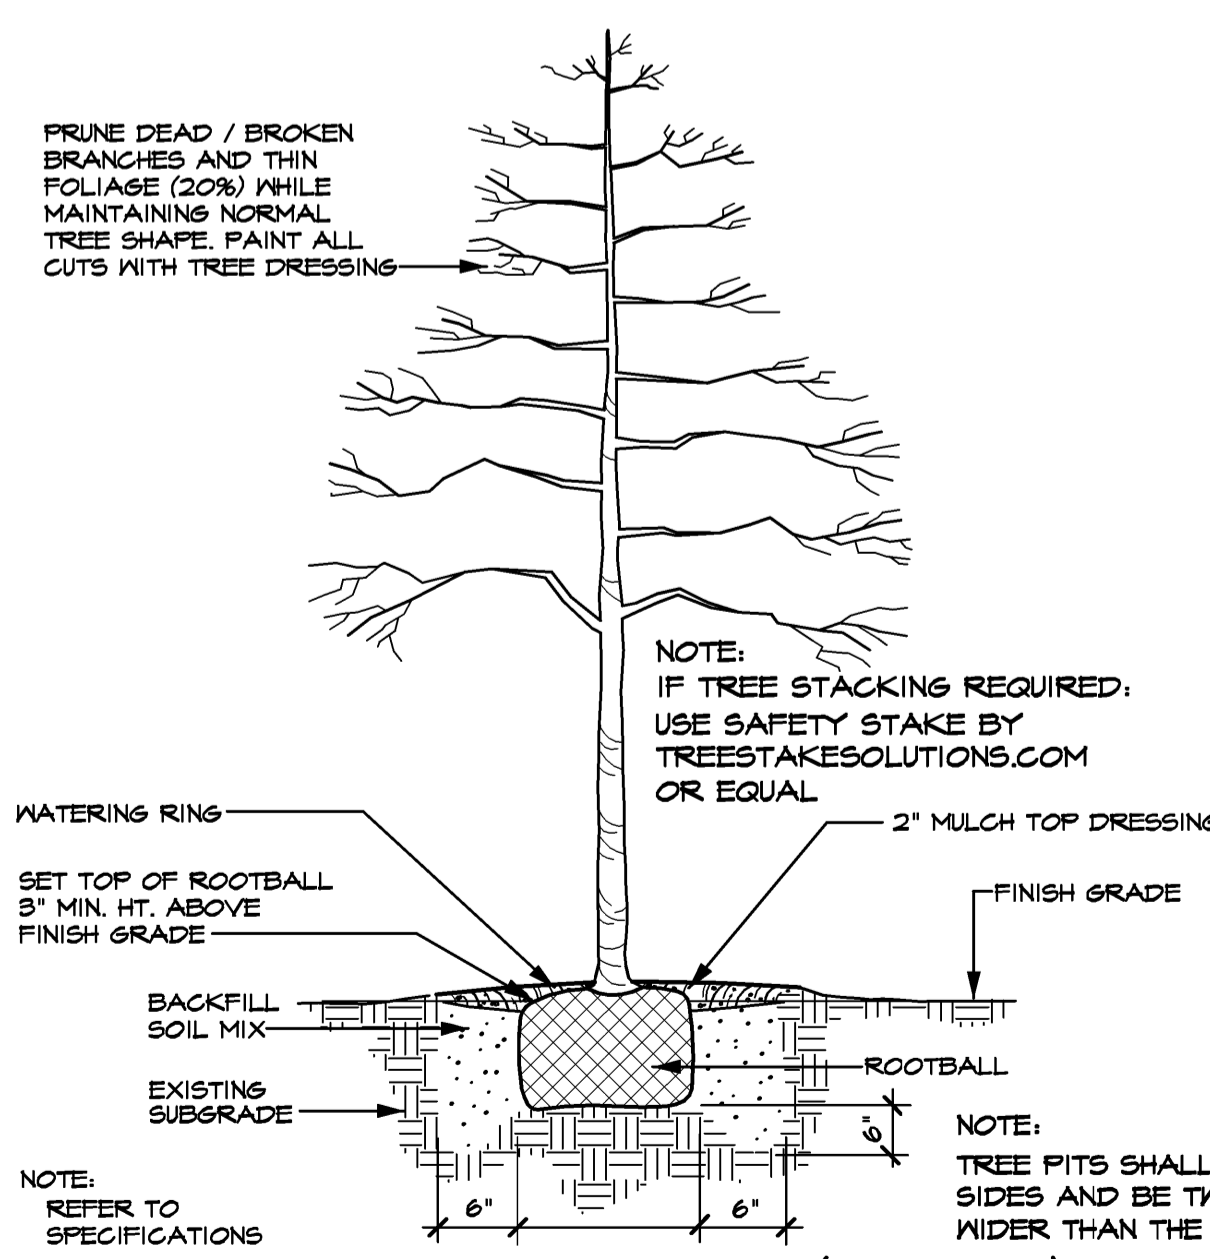 PRUNE DEAD / BROKEN
BRANCHES AND THIN
FOLIAGE (20%) WHILE
MAINTAINING NORMAL
TREE SHAPE. PAINT ALL
CUTS WITH TREE DRESSING
NOTE:
IF TREE STACKING REQUIRED:
USE SAFETY STAKE BY
TREESTAKESOLUTIONS.COM
OR EQUAL
WATERING RING
2" MULCH TOP DRESSING
SET TOP OF ROOTBALL
3" MIN. HT. ABOVE
FINISH GRADE
FINISH GRADE
BACKFILL
SOIL MIX
ROOTBALL
EXISTING
SUBGRADE
6"
NOTE:
TREE PITS SHALL
SIDES AND BE
WIDER THAN THE
NOTE:
REFER TO
SPECIFICATIONS
6"
6"